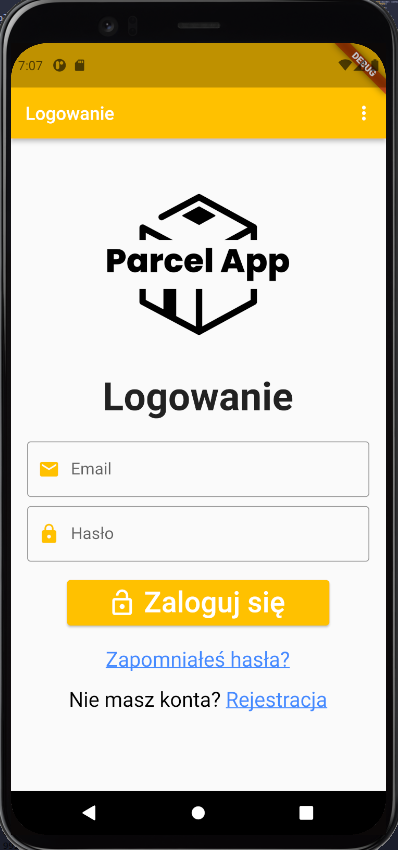 7:07
DEBUG
Logowanie
Parcel App
Logowanie
Email
Hasło
Zaloguj się
Zapomniałeś hasła?
Nie masz konta? Rejestracja